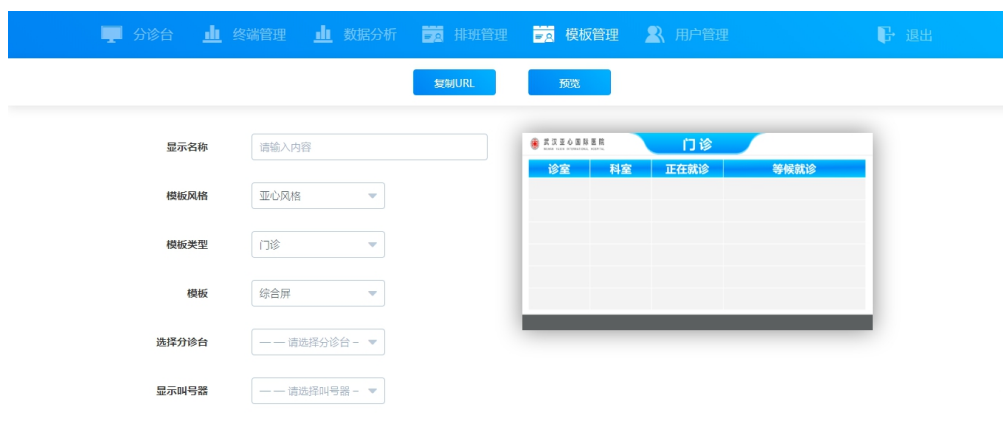 分诊台 终端管理 数据分析 排班管理 模板管理 用户管理 退出
复制URL 预览
显示名称 请输入内容
模板风格 亚心风格
模板类型 门诊
模板 综合屏
选择分诊台 — — 请选择分诊台 –
显示叫号器 — — 请选择叫号器 –
武汉亚心国际医院 门诊
诊室 科室 正在就诊 等候就诊